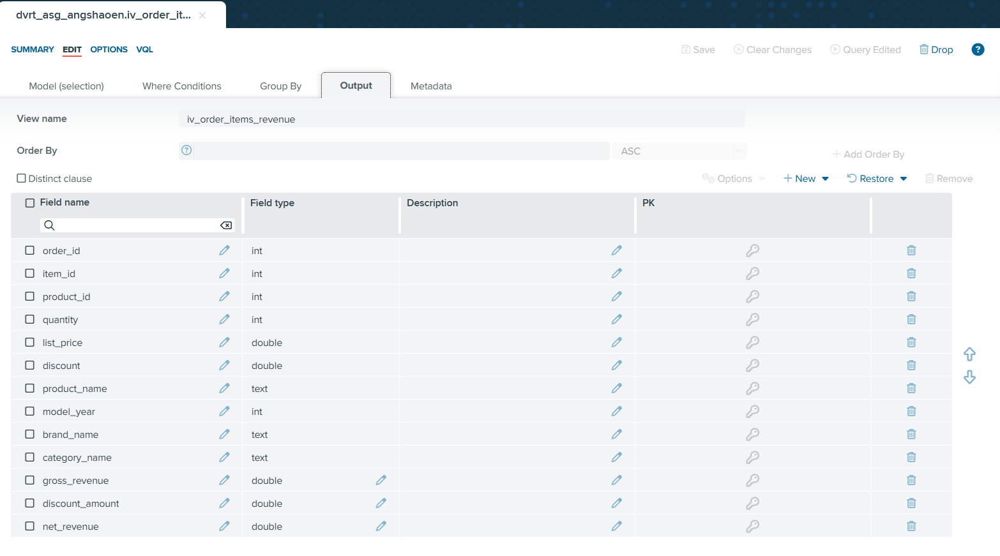 dvrt_asg_angshaoen.iv_order_it...
SUMMARY EDIT OPTIONS VQL Save Clear Changes Query Edited Drop ?
Model (selection) Where Conditions Group By Output Metadata
View name iv_order_items_revenue
Order By ? ASC + Add Order By
Distinct clause Options + New Restore Remove
Field name Field type Description PK
order_id int
item_id int
product_id int
quantity int
list_price double
discount double
product_name text
model_year int
brand_name text
category_name text
gross_revenue double
discount_amount double
net_revenue double